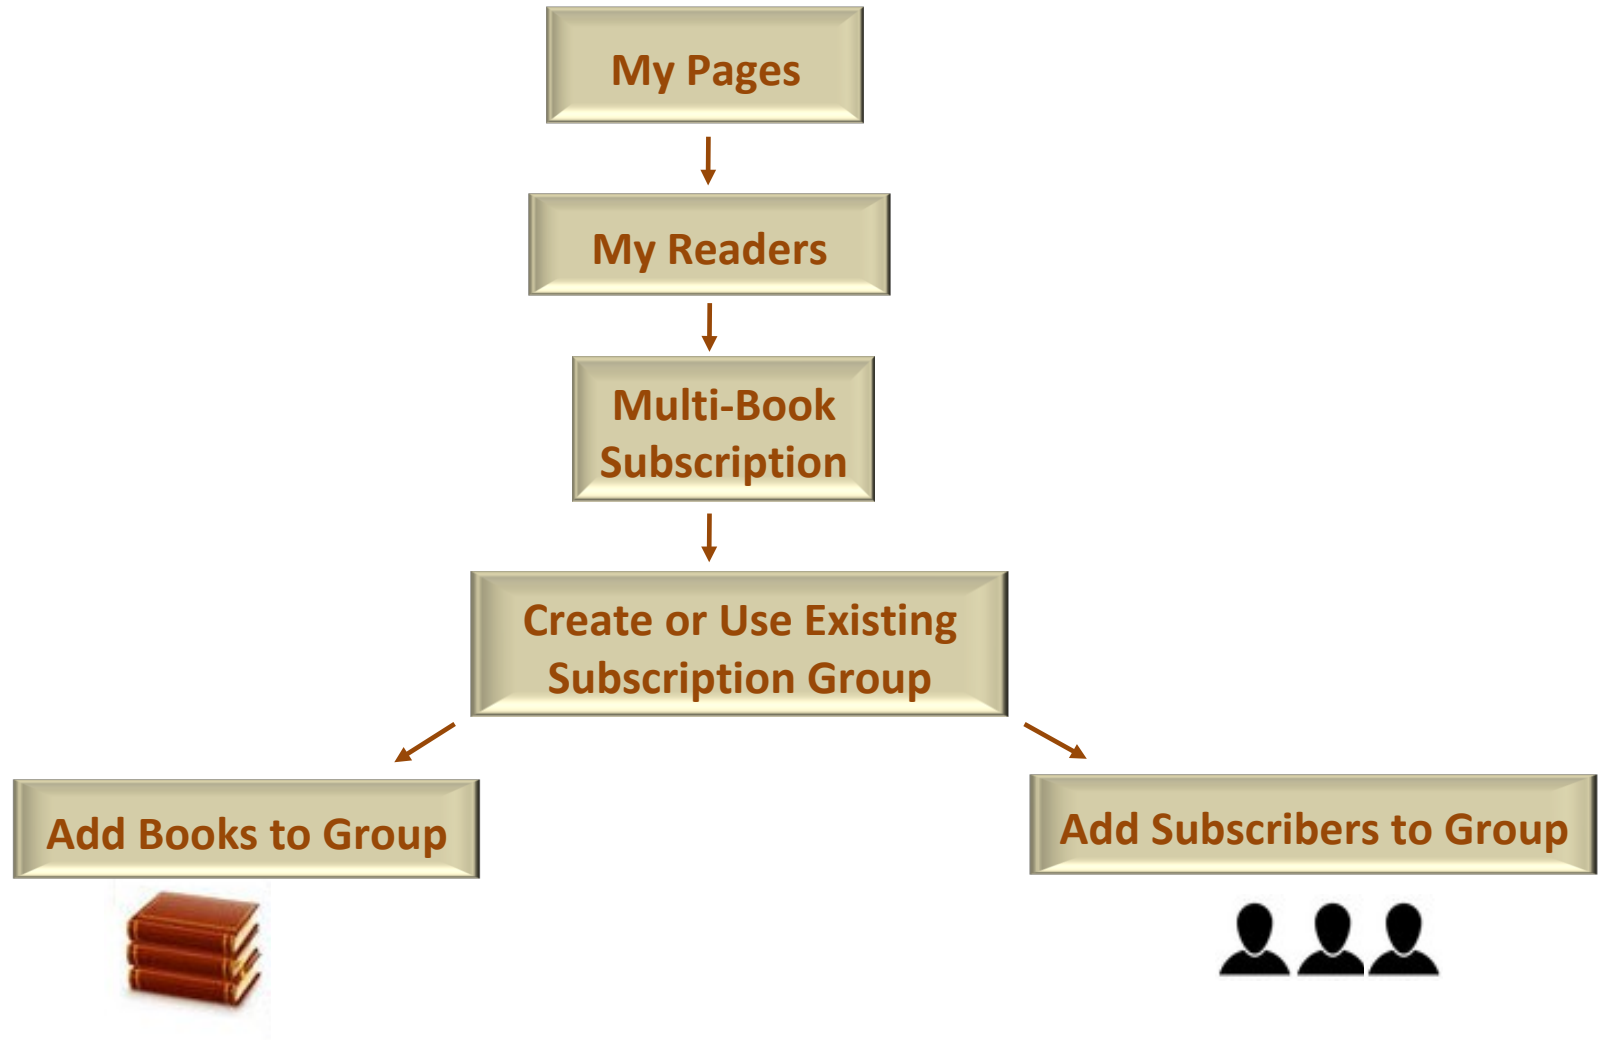 My Pages
My Readers
Multi-Book
Subscription
Create or Use Existing
Subscription Group
Add Books to Group
Add Subscribers to Group